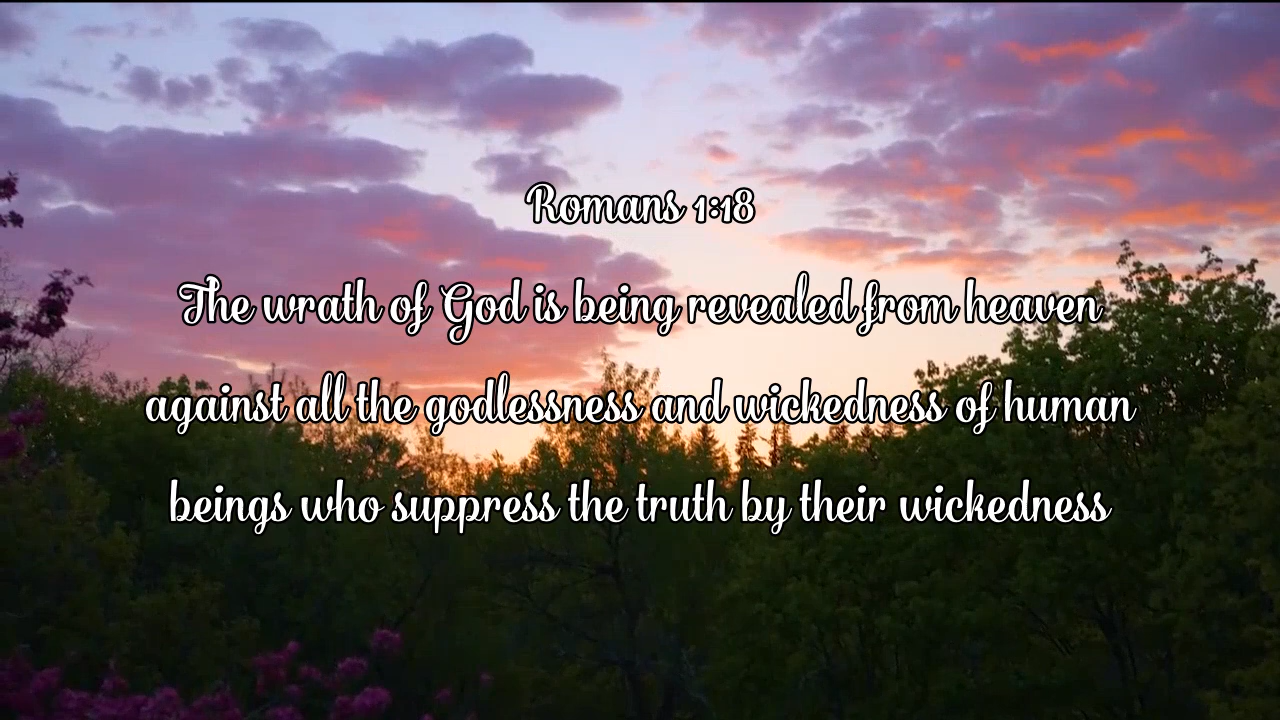 Romans 1:18
The wrath of God is being revealed from heaven
against all the godlessness and wickedness of human
beings who suppress the truth by their wickedness